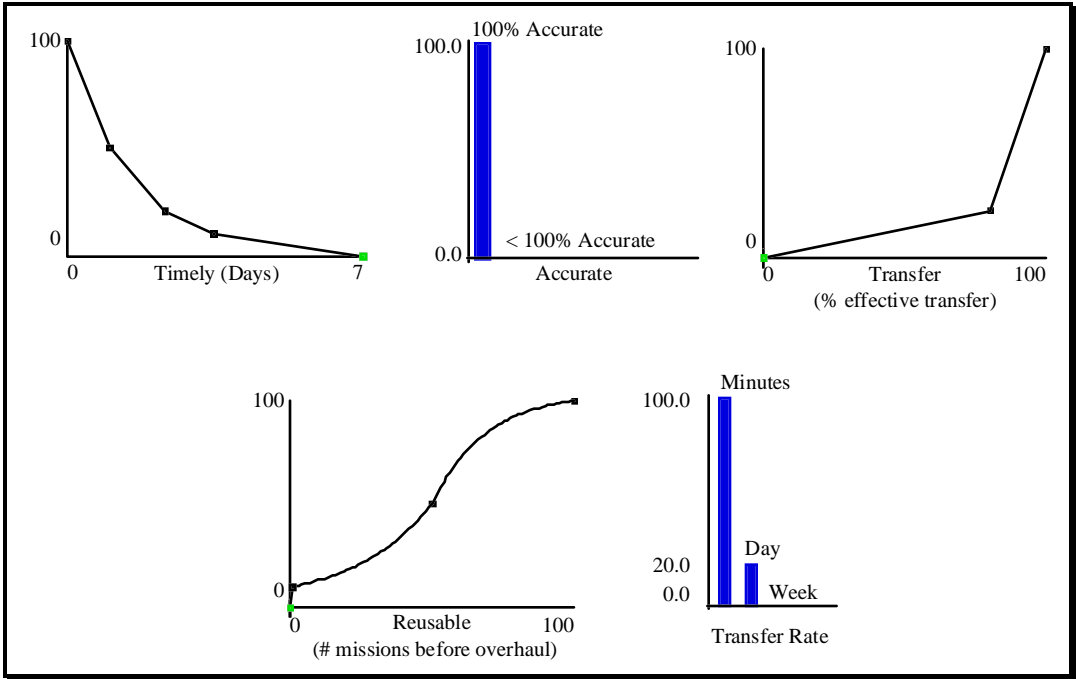 100
0
0
Timely (Days)
7
100% Accurate
100.0
< 100% Accurate
0.0
Accurate
100
0
0
Transfer
100
(% effective transfer)
100
0
0
Reusable
100
(# missions before overhaul)
Minutes
100.0
Day
20.0
0.0
Week
Transfer Rate